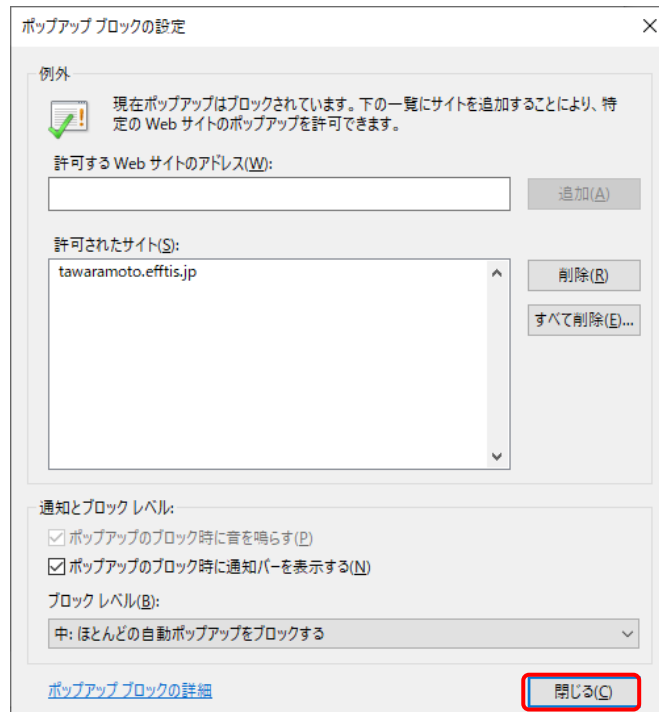 ポップアップ ブロックの設定
例外
現在ポップアップはブロックされています。下の一覧にサイトを追加することにより、特
定の Web サイトのポップアップを許可できます。
許可する Web サイトのアドレス(W):
追加(A)
許可されたサイト(S):
tawaramoto.efftis.jp
削除(R)
すべて削除(E)...
通知とブロック レベル:
ポップアップのブロック時に音を鳴らす(P)
ポップアップのブロック時に通知バーを表示する(N)
ブロック レベル(B):
中: ほとんどの自動ポップアップをブロックする
ポップアップ ブロックの詳細
閉じる(C)